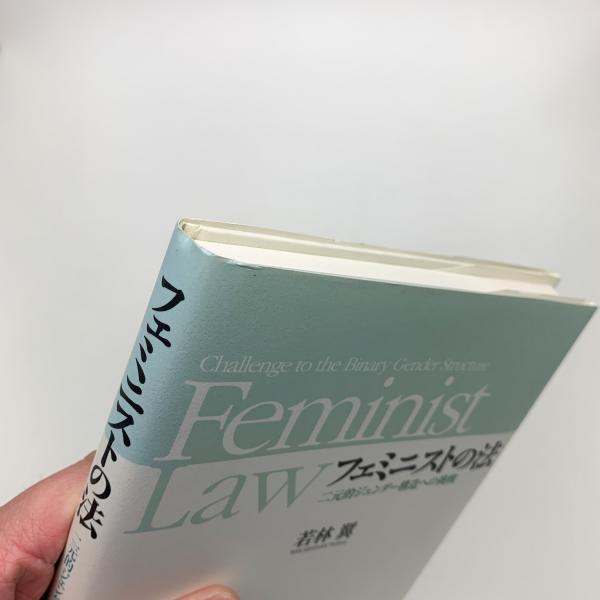 Challenge to the Binary Gender Structure
Feminist
Law
フェミニストの法
二元的ジェンダー構造への挑戦
若林 翼
フェミニストの法